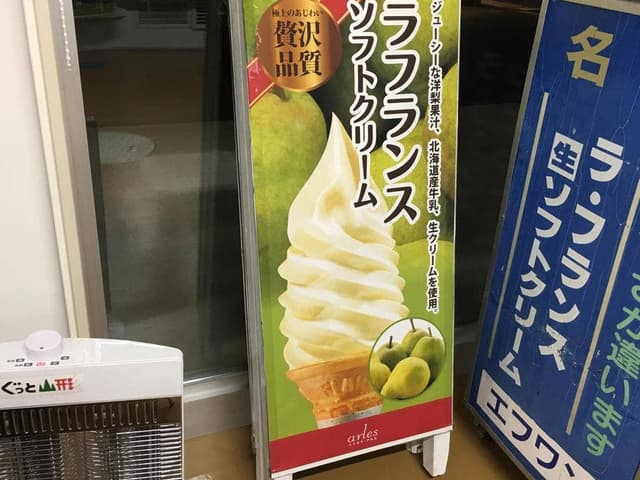 極上のあじわい
贅沢
品質
ラフランス
ソフトクリーム
ジューシーな洋梨果汁、北海道産牛乳、生クリームを使用。
arles
名
ラ・フランス
生ソフトクリーム
違います
エフワン
ぐっと山形